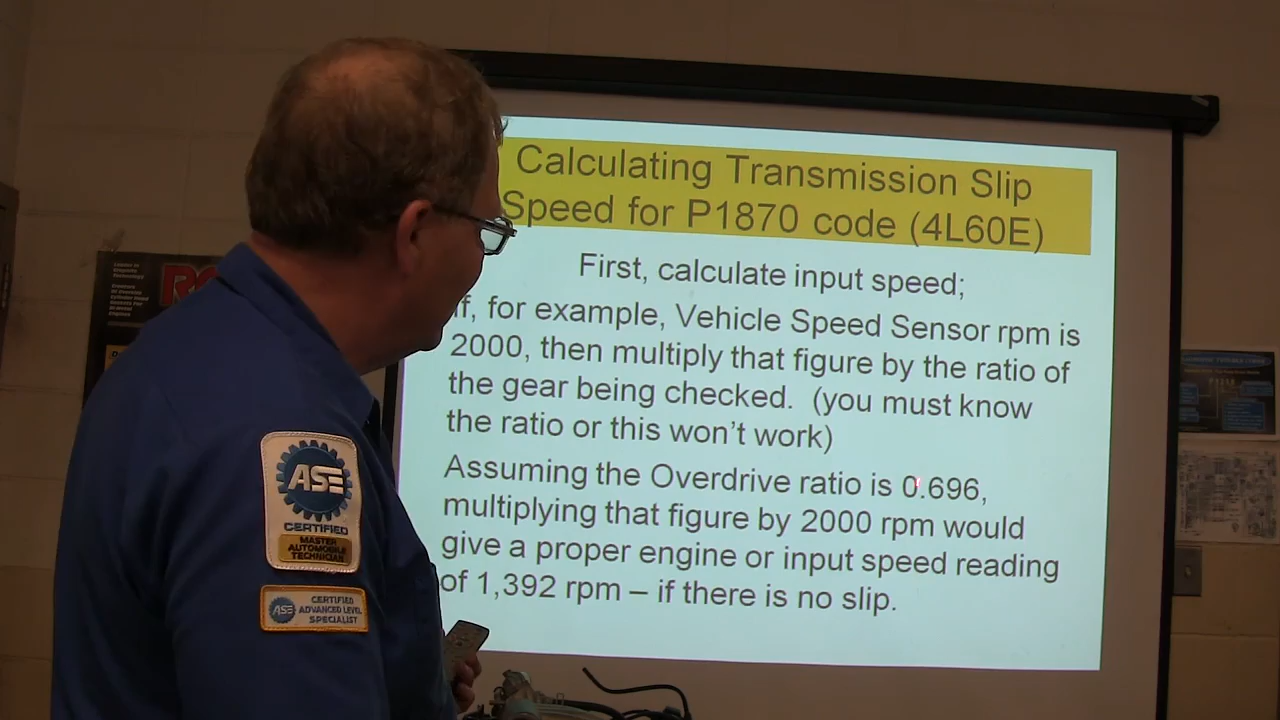 Calculating Transmission Slip
Speed for P1870 code (4L60E)
First, calculate input speed;
If, for example, Vehicle Speed Sensor rpm is
2000, then multiply that figure by the ratio of
the gear being checked. (you must know
the ratio or this won't work)
Assuming the Overdrive ratio is 0.696,
multiplying that figure by 2000 rpm would
give a proper engine or input speed reading
of 1,392 rpm – if there is no slip.
ASE
CERTIFIED
MASTER
AUTOMOBILE
TECHNICIAN
ASE
CERTIFIED
ADVANCED LEVEL
SPECIALIST